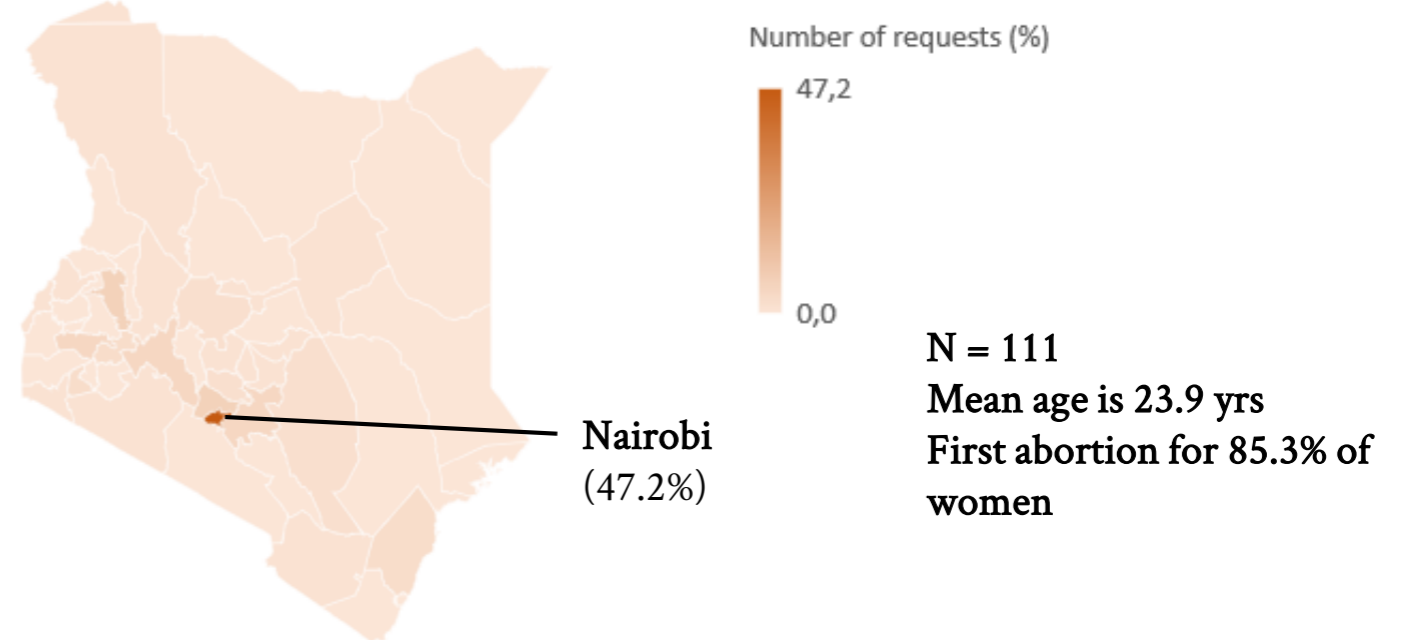 Number of requests (%)
47,2
0,0
Nairobi
(47.2%)
N = 111
Mean age is 23.9 yrs
First abortion for 85.3% of
women